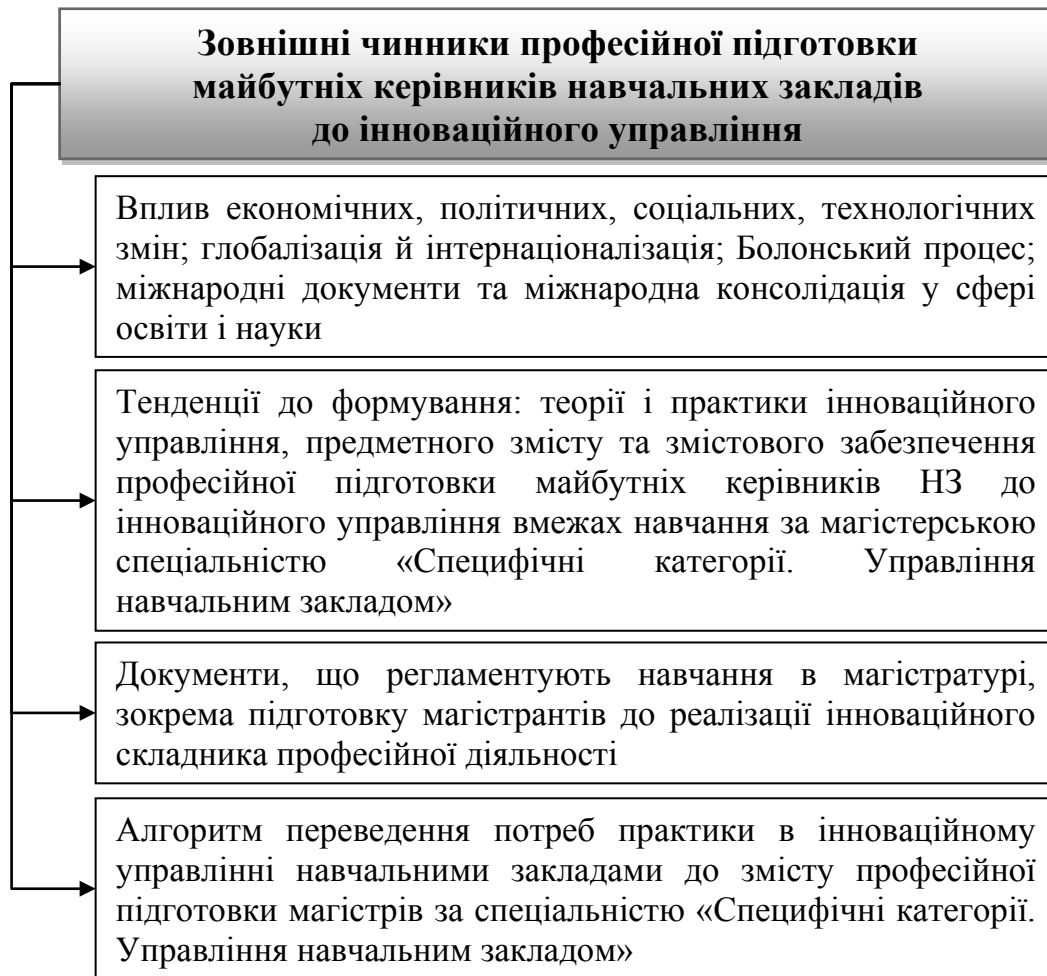 Зовнішні чинники професійної підготовки
майбутніх керівників навчальних закладів
до інноваційного управління
Вплив економічних, політичних, соціальних, технологічних
змін; глобалізація й інтернаціоналізація; Болонський процес;
міжнародні документи та міжнародна консолідація у сфері
освіти і науки
Тенденції до формування: теорії і практики інноваційного
управління, предметного змісту та змістового забезпечення
професійної підготовки майбутніх керівників НЗ до
інноваційного управління вмежах навчання за магістерською
спеціальністю «Специфічні категорії. Управління
навчальним закладом»
Документи, що регламентують навчання в магістратурі,
зокрема підготовку магістрантів до реалізації інноваційного
складника професійної діяльності
Алгоритм переведення потреб практики в інноваційному
управлінні навчальними закладами до змісту професійної
підготовки магістрів за спеціальністю «Специфічні категорії.
Управління навчальним закладом»